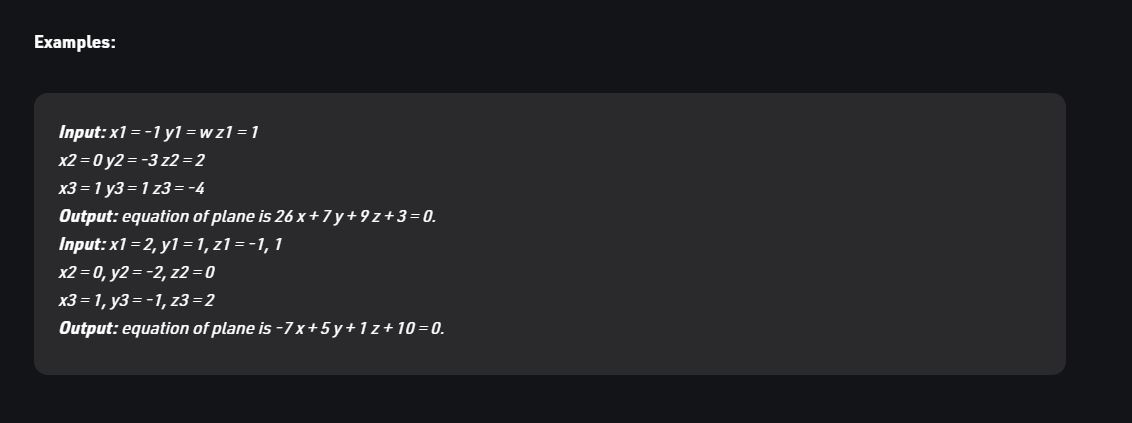 Examples:
Input: x1 = -1 y1 = w z1 = 1
x2 = 0 y2 = -3 z2 = 2
x3 = 1 y3 = 1 z3 = -4
Output: equation of plane is 26 x + 7 y + 9 z + 3 = 0.
Input: x1 = 2, y1 = 1, z1 = -1, 1
x2 = 0, y2 = -2, z2 = 0
x3 = 1, y3 = -1, z3 = 2
Output: equation of plane is -7 x + 5 y + 1 z + 10 = 0.